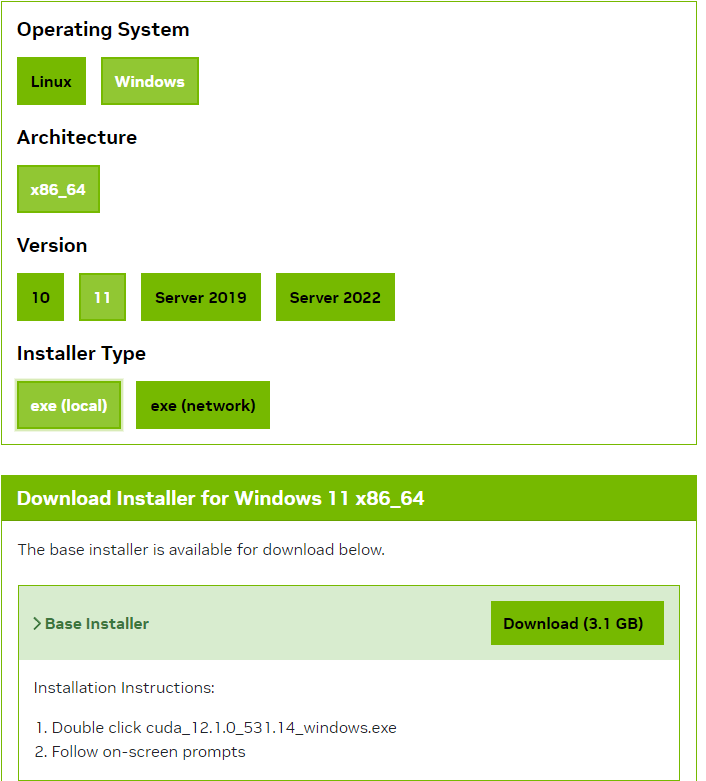 Operating System
Linux Windows
Architecture
x86_64
Version
10 11 Server 2019 Server 2022
Installer Type
exe (local) exe (network)
Download Installer for Windows 11 x86_64
The base installer is available for download below.
Base Installer Download (3.1 GB)
Installation Instructions:
1. Double click cuda_12.1.0_531.14_windows.exe
2. Follow on-screen prompts